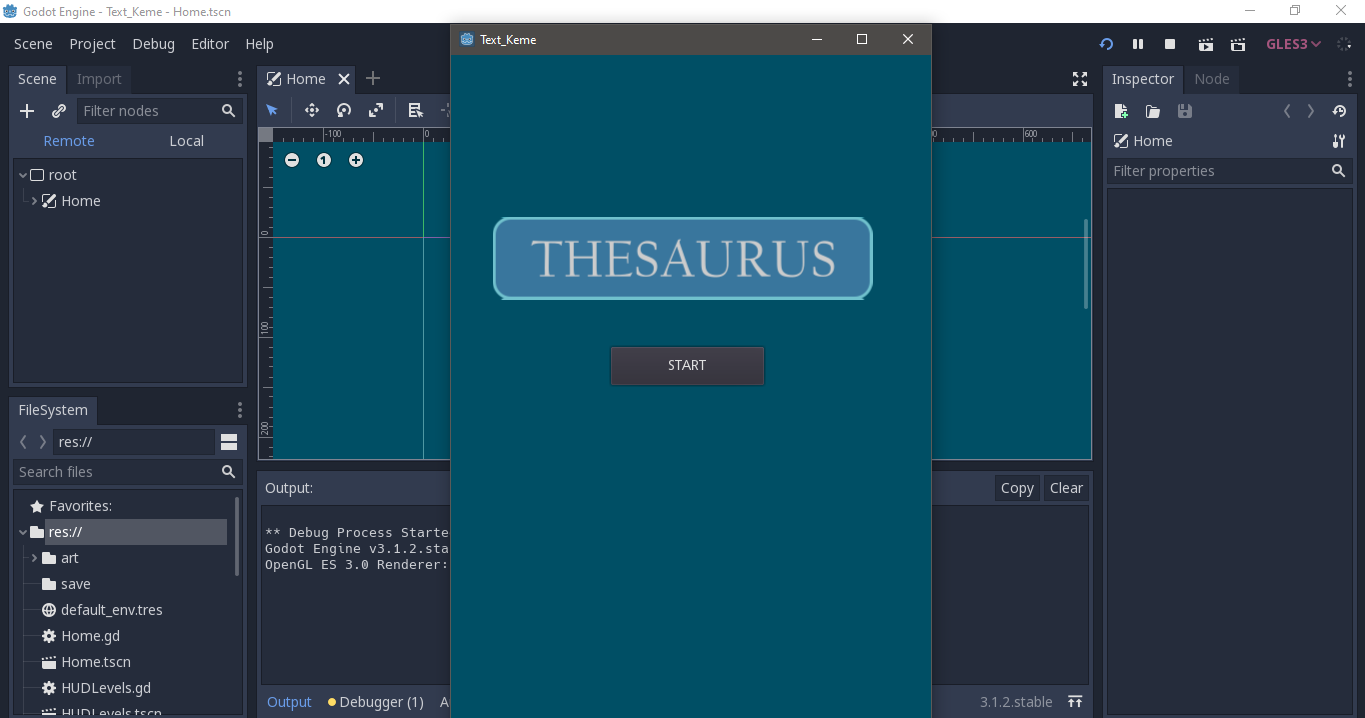 Godot Engine - Text_Keme - Home.tscn
Scene Project Debug Editor Help
GLES3
Text_Keme
Scene Import
Home
Inspector Node
Filter nodes
Remote Local
-100 0 600
Home
Filter properties
root
Home
0
100
200
THESAURUS
START
FileSystem
res://
Search files
Favorites:
res://
art
save
default_env.tres
Home.gd
Home.tscn
HUDLevels.gd
HUDLevels.tscn
Output:
Copy Clear
** Debug Process Starte
Godot Engine v3.1.2.sta
OpenGL ES 3.0 Renderer:
Output Debugger (1) A
3.1.2.stable